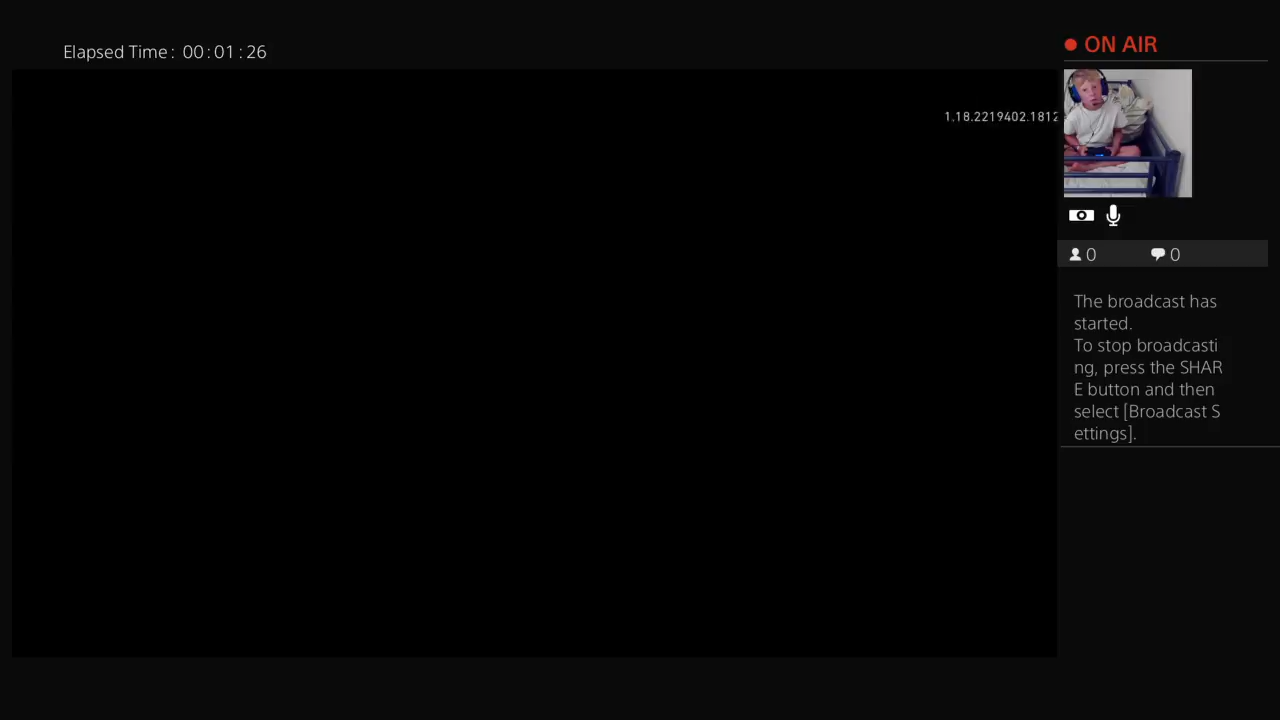 Elapsed Time: 00:01:26
ON AIR
1.18.2219402.1812
0 0
The broadcast has
started.
To stop broadcasti
ng, press the SHAR
E button and then
select [Broadcast S
ettings].